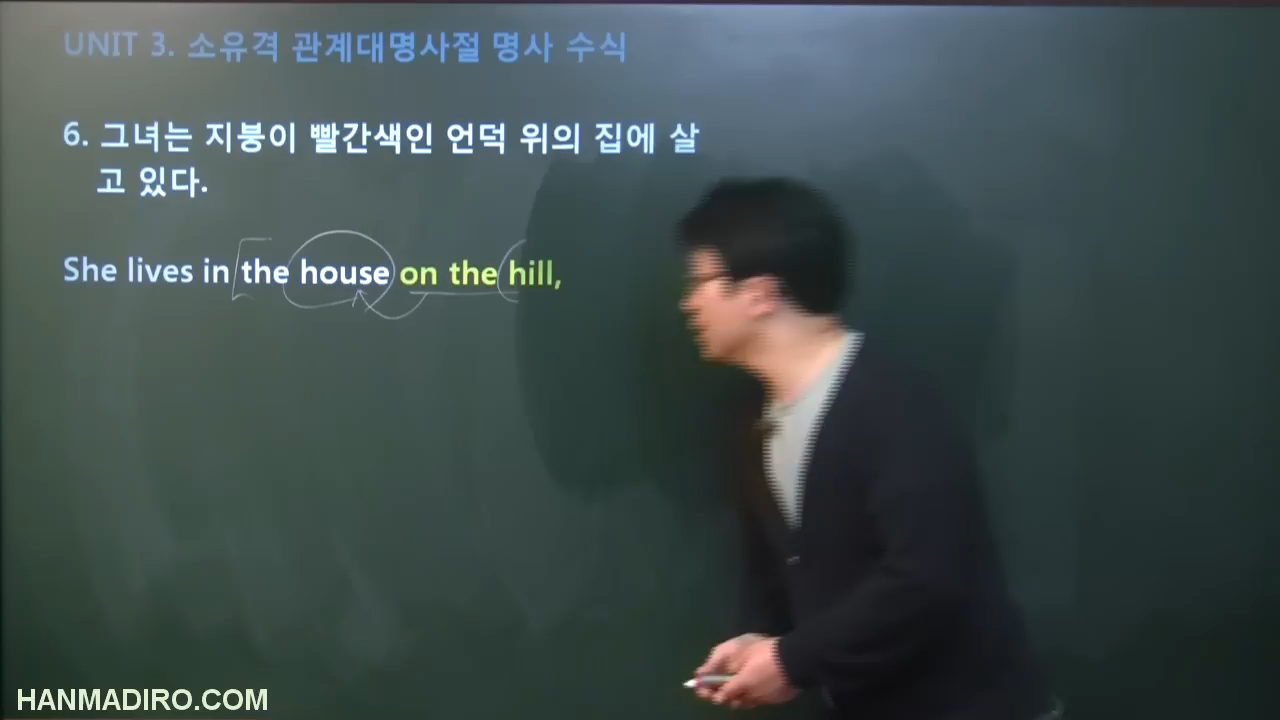 UNIT 3. 소유격 관계대명사절 명사 수식
6. 그녀는 지붕이 빨간색인 언덕 위의 집에 살
고 있다.
She lives in the house on the hill,
HANMADIRO.COM